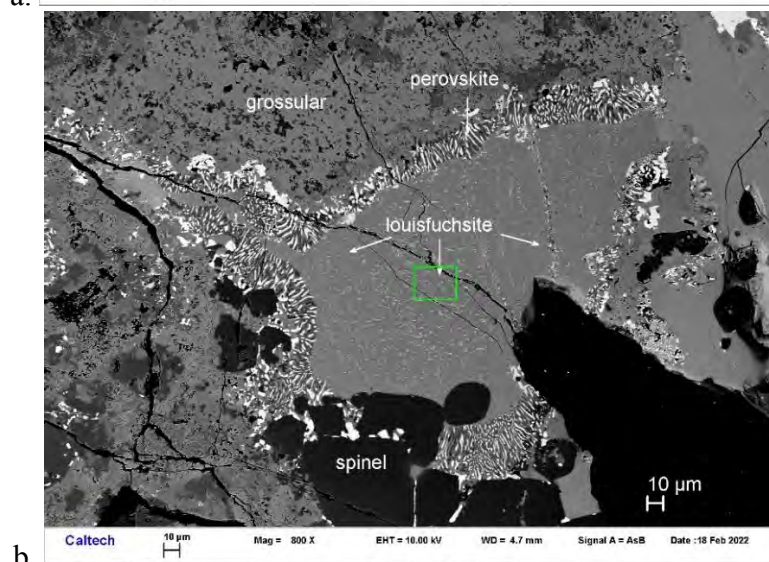 a.
perovskite
grossular
louisfuchsite
spinel
10 µm
Caltech 10 µm Mag = 800 X EHT = 10.00 kV WD = 4.7 mm Signal A = AsB Date :18 Feb 2022
b